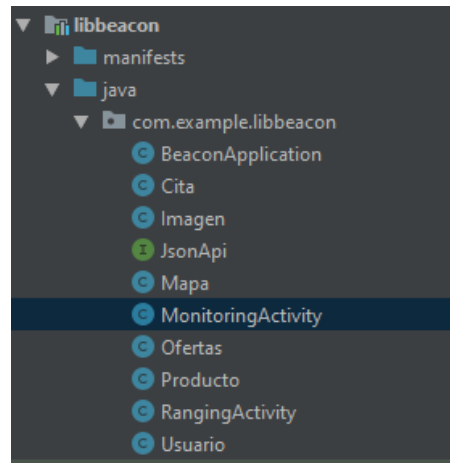 libbeacon
manifests
java
com.example.libbeacon
C BeaconApplication
C Cita
C Imagen
I JsonApi
C Mapa
C MonitoringActivity
C Ofertas
C Producto
C RangingActivity
C Usuario